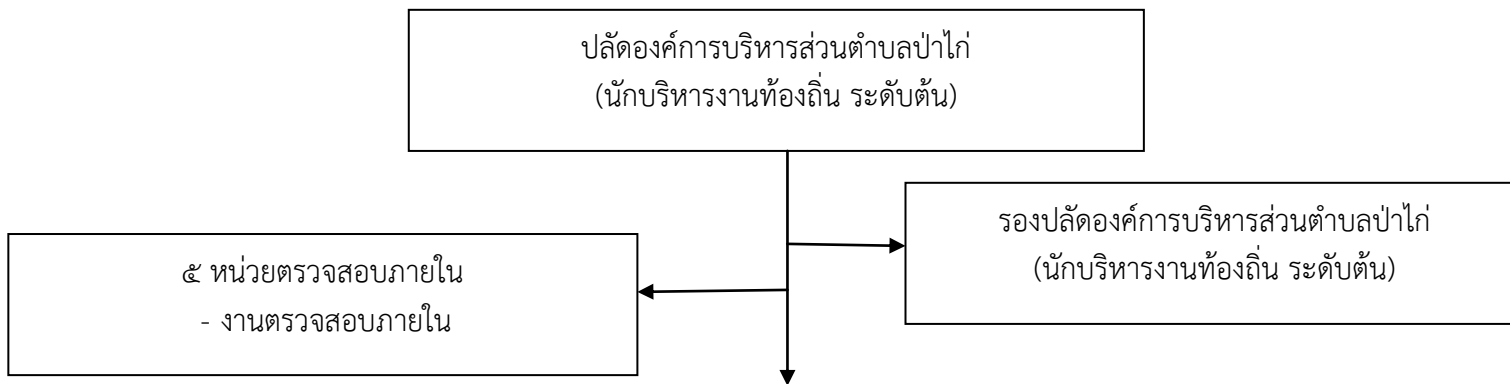 ปลัดองค์การบริหารส่วนตำบลป่าไก่
(นักบริหารงานท้องถิ่น ระดับต้น)
รองปลัดองค์การบริหารส่วนตำบลป่าไก่
(นักบริหารงานท้องถิ่น ระดับต้น)
๕ หน่วยตรวจสอบภายใน
- งานตรวจสอบภายใน